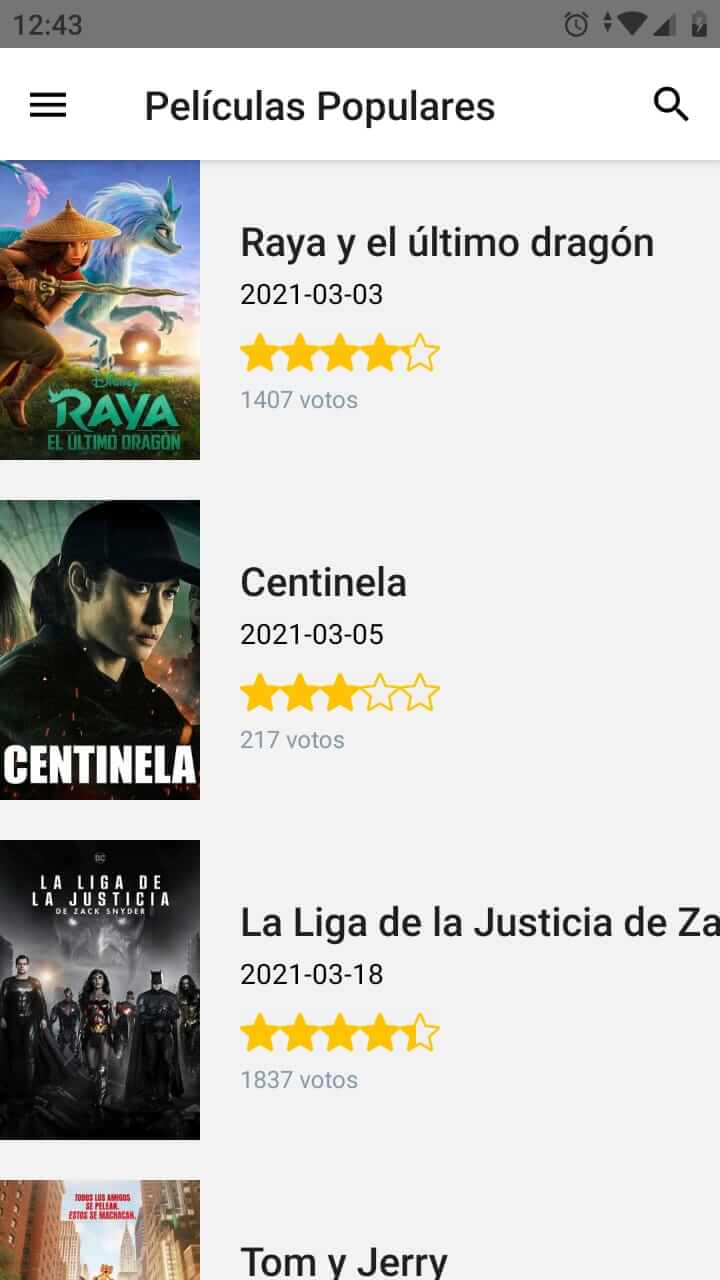 12:43
Películas Populares
Disney
RAYA
EL ÚLTIMO DRAGÓN
Raya y el último dragón
2021-03-03
1407 votos
CENTINELA
Centinela
2021-03-05
217 votos
DC
LA LIGA DE
LA JUSTICIA
DE ZACK SNYDER
La Liga de la Justicia de Za
2021-03-18
1837 votos
TODOS LOS AMIGOS
SE PELEAN.
ESTOS SE MACHACAN.
Tom y Jerry